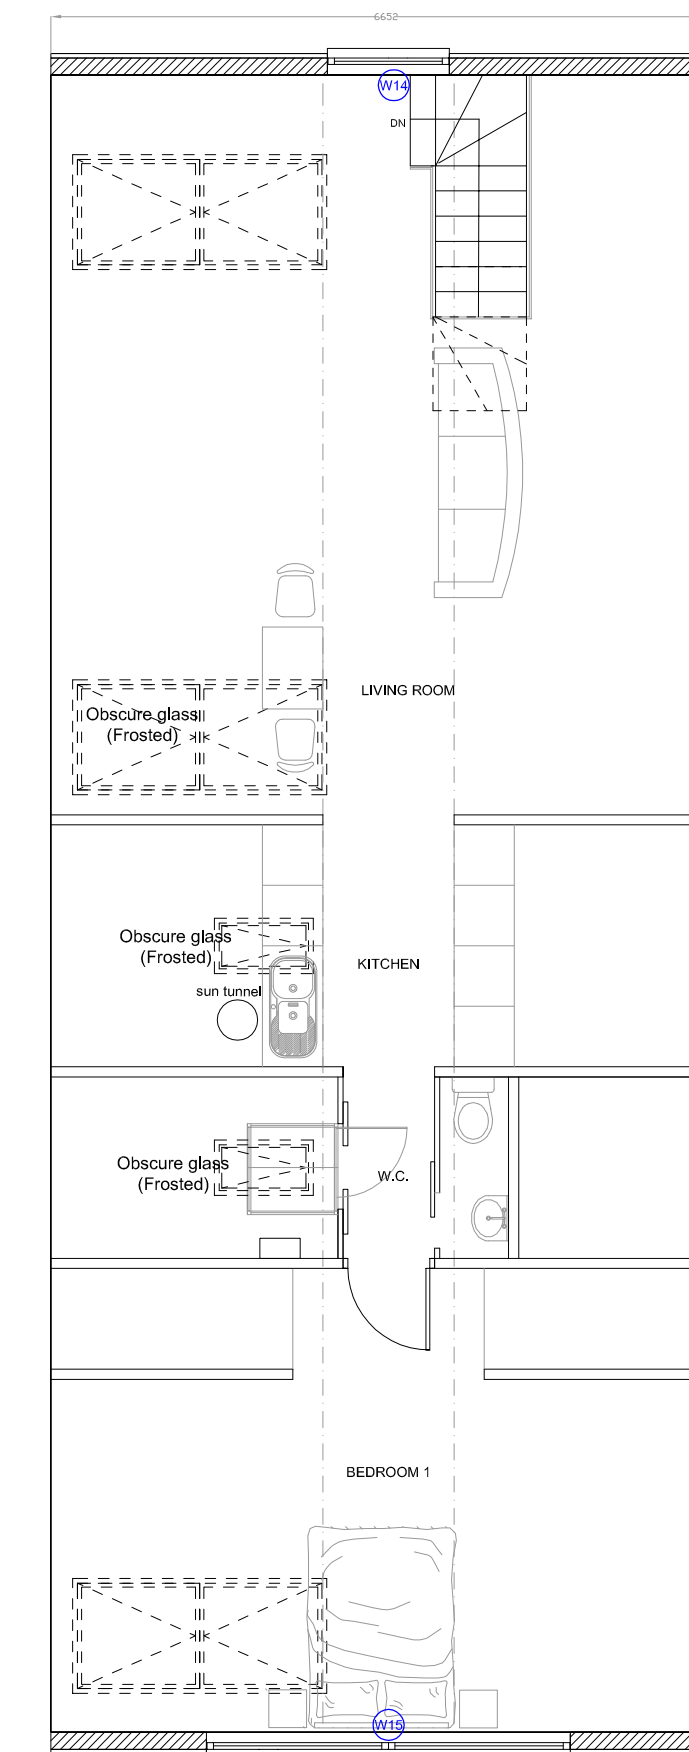 6652
W14
DN
LIVING ROOM
Obscure glass
(Frosted)
Obscure glass
(Frosted)
KITCHEN
sun tunnel
Obscure glass
(Frosted)
W.C.
BEDROOM 1
W15